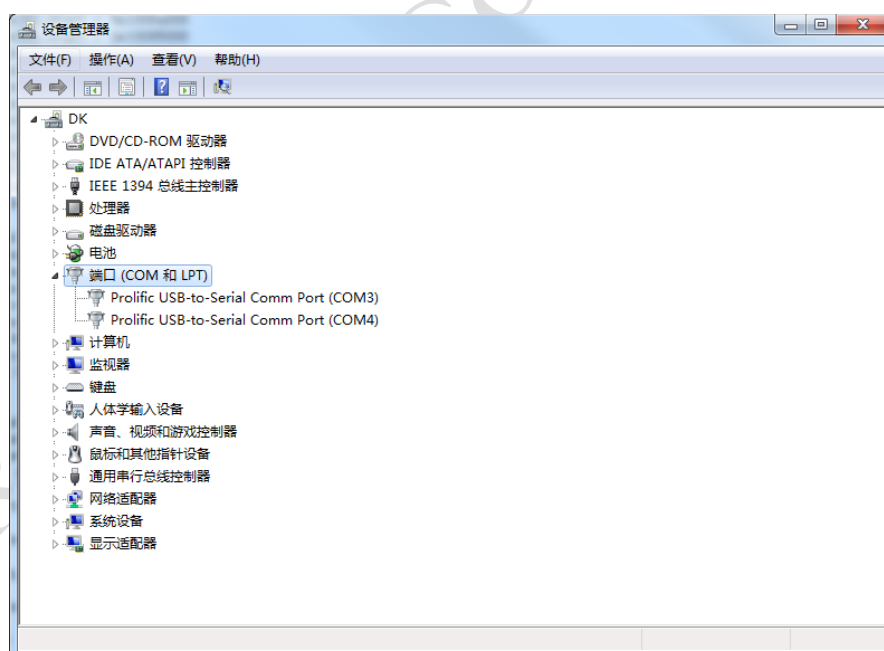 设备管理器
文件(F) 操作(A) 查看(V) 帮助(H)
DK
DVD/CD-ROM 驱动器
IDE ATA/ATAPI 控制器
IEEE 1394 总线主控制器
处理器
磁盘驱动器
电池
端口 (COM 和 LPT)
Prolific USB-to-Serial Comm Port (COM3)
Prolific USB-to-Serial Comm Port (COM4)
计算机
监视器
键盘
人体学输入设备
声音、视频和游戏控制器
鼠标和其他指针设备
通用串行总线控制器
网络适配器
系统设备
显示适配器